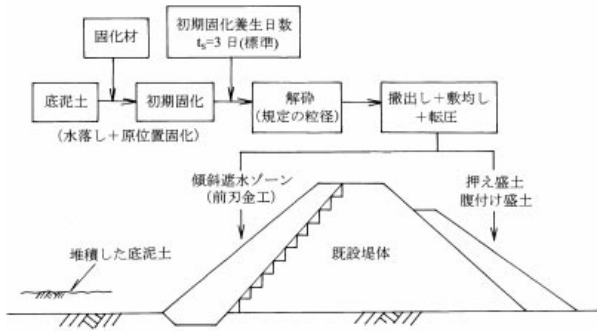 固化材
初期固化養生日数
ts=3 日(標準)
底泥土
初期固化
解砕
(規定の粒径)
撒出し＋敷均し
＋転圧
(水落し＋原位置固化)
傾斜遮水ゾーン
(前刃金工)
押え盛土
腹付け盛土
堆積した底泥土
既設堤体